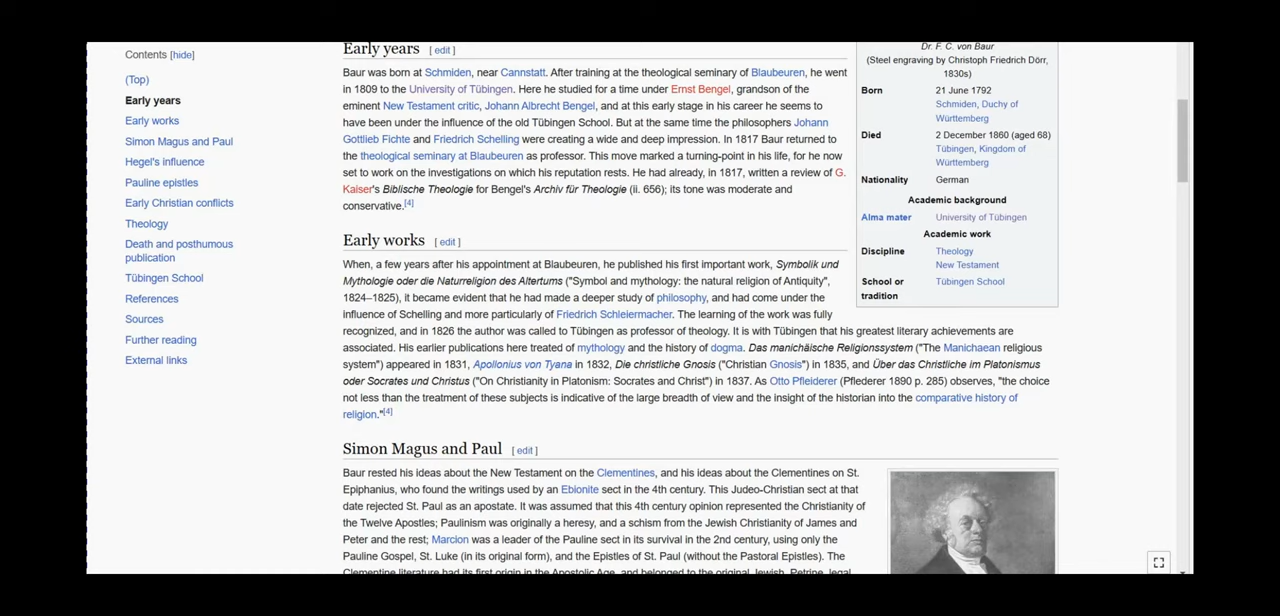 Contents [hide]
(Top)
Early years
Early works
Simon Magus and Paul
Hegel's influence
Pauline epistles
Early Christian conflicts
Theology
Death and posthumous
publication
Tübingen School
References
Sources
Further reading
External links
Early years [ edit ]
Baur was born at Schmiden, near Cannstatt. After training at the theological seminary of Blaubeuren, he went
in 1809 to the University of Tübingen. Here he studied for a time under Ernst Bengel, grandson of the
eminent New Testament critic, Johann Albrecht Bengel, and at this early stage in his career he seems to
have been under the influence of the old Tübingen School. But at the same time the philosophers Johann
Gottlieb Fichte and Friedrich Schelling were creating a wide and deep impression. In 1817 Baur returned to
the theological seminary at Blaubeuren as professor. This move marked a turning-point in his life, for he now
set to work on the investigations on which his reputation rests. He had already, in 1817, written a review of G.
Kaiser's Biblische Theologie for Bengel's Archiv für Theologie (ii. 656); its tone was moderate and
conservative.[4]
Early works [ edit ]
When, a few years after his appointment at Blaubeuren, he published his first important work, Symbolik und
Mythologie oder die Naturreligion des Altertums ("Symbol and mythology: the natural religion of Antiquity",
1824–1825), it became evident that he had made a deeper study of philosophy, and had come under the
influence of Schelling and more particularly of Friedrich Schleiermacher. The learning of the work was fully
recognized, and in 1826 the author was called to Tübingen as professor of theology. It is with Tübingen that his greatest literary achievements are
associated. His earlier publications here treated of mythology and the history of dogma. Das manichäische Religionssystem ("The Manichaean religious
system") appeared in 1831, Apollonius von Tyana in 1832, Die christliche Gnosis ("Christian Gnosis") in 1835, and Über das Christliche im Platonismus
oder Socrates und Christus ("On Christianity in Platonism: Socrates and Christ") in 1837. As Otto Pfleiderer (Pflederer 1890 p. 285) observes, "the choice
not less than the treatment of these subjects is indicative of the large breadth of view and the insight of the historian into the comparative history of
religion."[4]
Simon Magus and Paul [ edit ]
Baur rested his ideas about the New Testament on the Clementines, and his ideas about the Clementines on St.
Epiphanius, who found the writings used by an Ebionite sect in the 4th century. This Judeo-Christian sect at that
date rejected St. Paul as an apostate. It was assumed that this 4th century opinion represented the Christianity of
the Twelve Apostles; Paulinism was originally a heresy, and a schism from the Jewish Christianity of James and
Peter and the rest; Marcion was a leader of the Pauline sect in its survival in the 2nd century, using only the
Pauline Gospel, St. Luke (in its original form), and the Epistles of St. Paul (without the Pastoral Epistles). The
Clementine literature had its first origin in the Apostolic Age, and belonged to the original Jewish, Petrine, legal
Dr. F. C. von Baur
(Steel engraving by Christoph Friedrich Dörr,
1830s)
Born 21 June 1792
Schmiden, Duchy of
Württemberg
Died 2 December 1860 (aged 68)
Tübingen, Kingdom of
Württemberg
Nationality German
Academic background
Alma mater University of Tübingen
Academic work
Discipline Theology
New Testament
School or Tübingen School
tradition